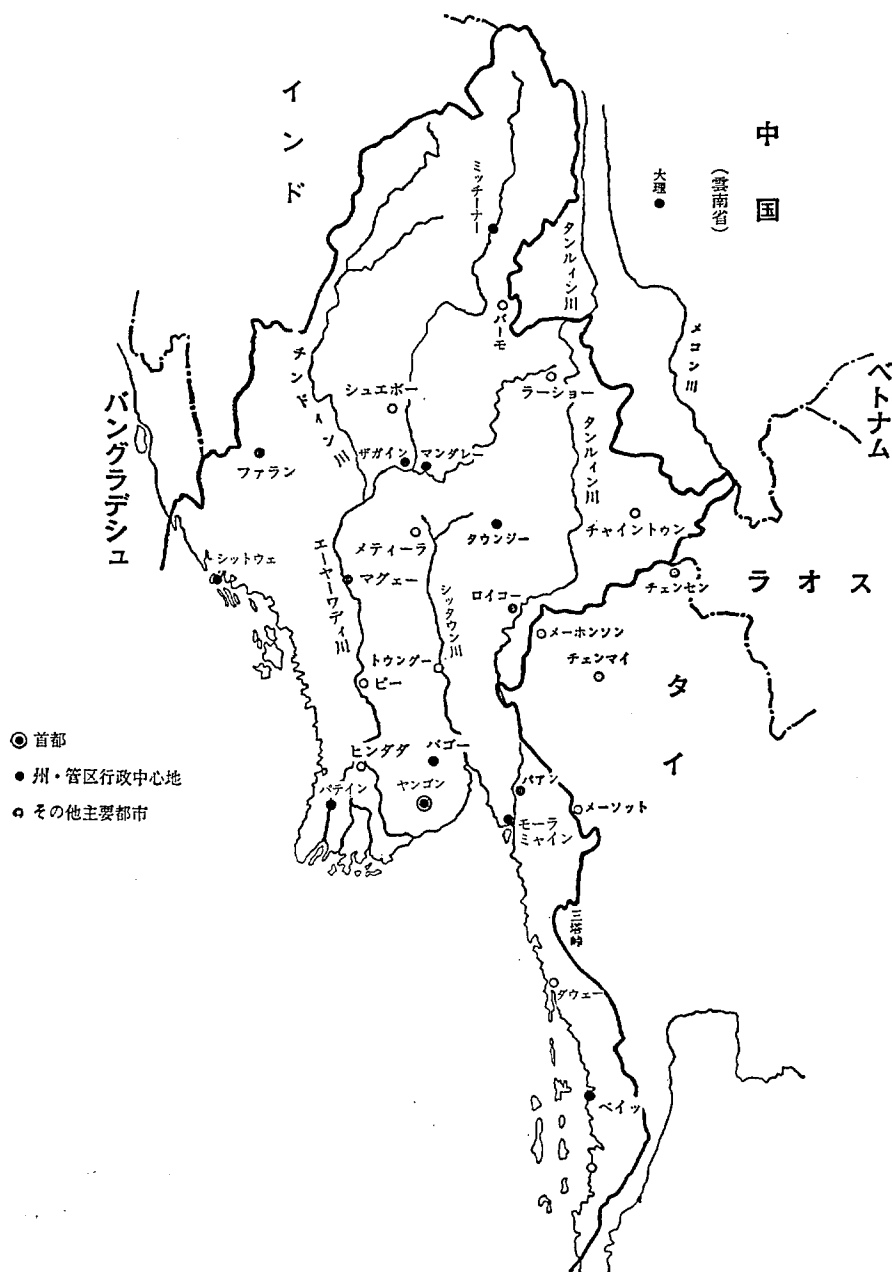 インド
中国
(雲南省)
大理
ミッチーナー
タンルウィン川
バーモ
メコン川
ベトナム
チンドウィン川
シュエボー
ラーショー
タンルウィン川
バングラデシュ
ファラン
ザガイン
マンダレー
メティーラ
タウンジー
チャイントゥン
シットウェ
エーヤーワディ川
マグェー
シッタウン川
ロイコー
チェンセン
ラオス
メーホンソン
チェンマイ
トウングー
ピー
タイ
首都
州・管区行政中心地
その他主要都市
ヒンダダ
バゴー
パテイン
ヤンゴン
パアン
メーソット
モーラ
ミャイン
三塔峠
ダウェー
ベイッ